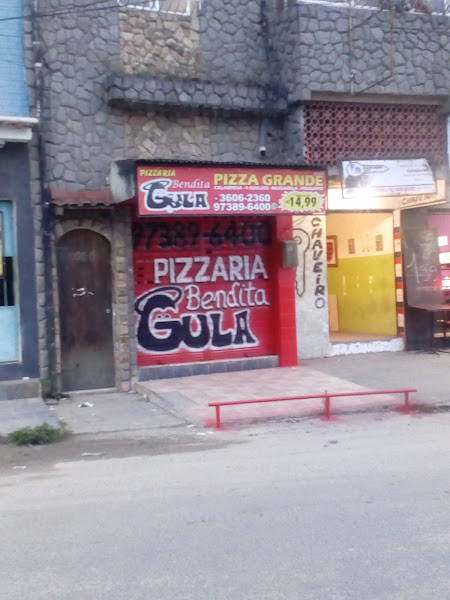 PIZZARIA
Bendita
GULA
PIZZA GRANDE
3606-2360
97389-6400
14,99
97389-6400
PIZZARIA
Bendita
GULA
CHAVEIRO